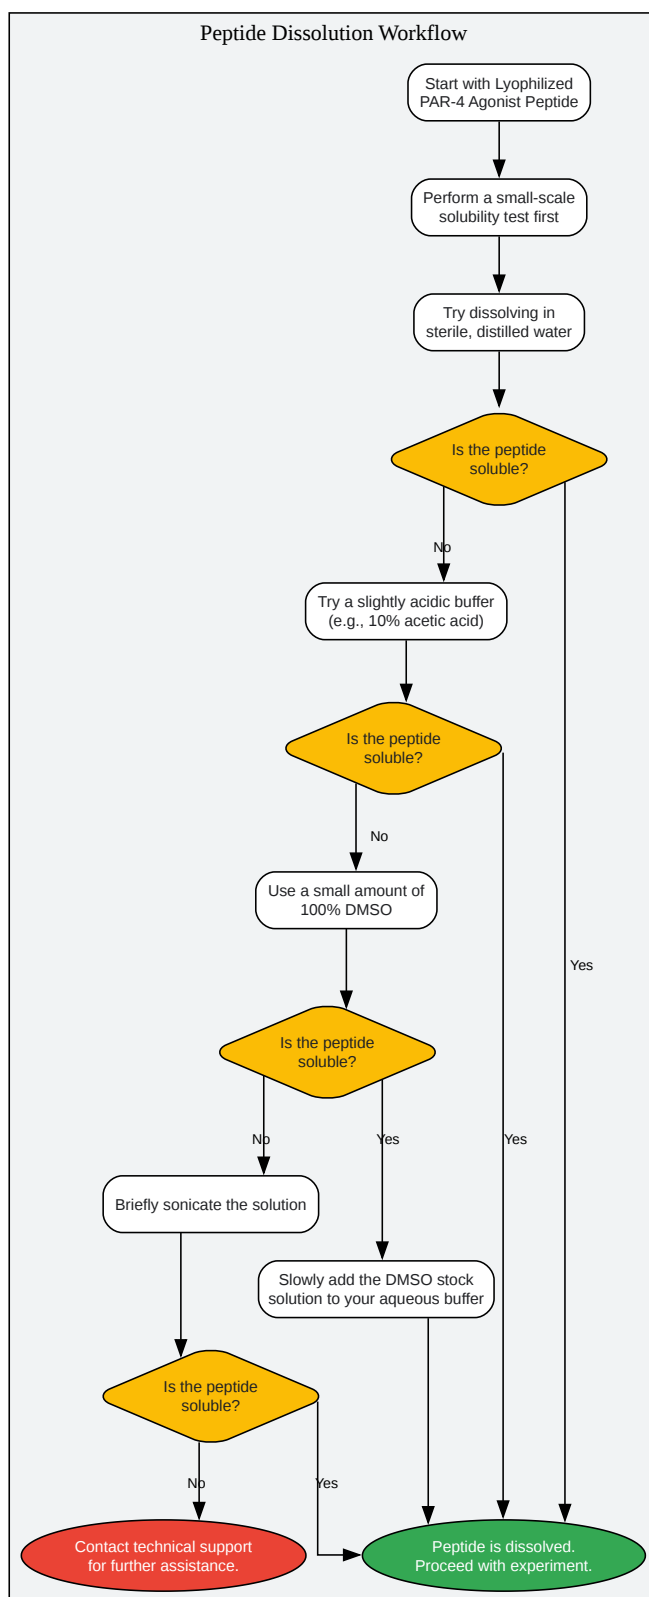 Peptide Dissolution Workflow
Start with Lyophilized
PAR-4 Agonist Peptide
Perform a small-scale
solubility test first
Try dissolving in
sterile, distilled water
Is the peptide
soluble?
No
Try a slightly acidic buffer
(e.g., 10% acetic acid)
Is the peptide
soluble?
No
Use a small amount of
100% DMSO
Yes
Is the peptide
soluble?
No
Yes
Yes
Briefly sonicate the solution
Slowly add the DMSO stock
solution to your aqueous buffer
Is the peptide
soluble?
No
Yes
Contact technical support
for further assistance.
Peptide is dissolved.
Proceed with experiment.